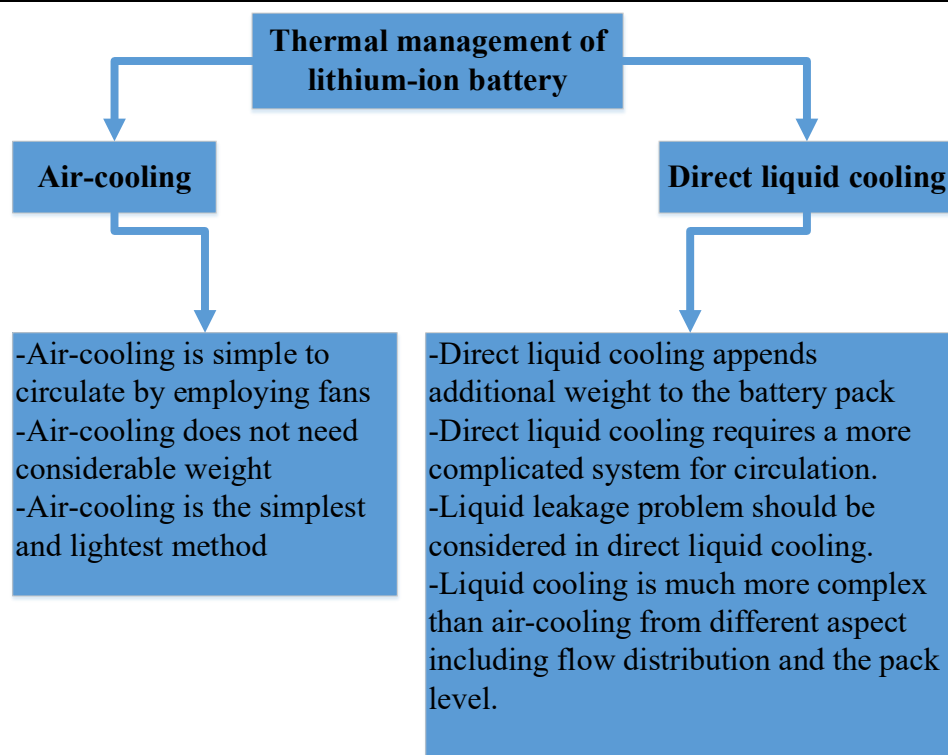 Thermal management of
lithium-ion battery
Air-cooling
Direct liquid cooling
-Air-cooling is simple to
circulate by employing fans
-Air-cooling does not need
considerable weight
-Air-cooling is the simplest
and lightest method
-Direct liquid cooling appends
additional weight to the battery pack
-Direct liquid cooling requires a more
complicated system for circulation.
-Liquid leakage problem should be
considered in direct liquid cooling.
-Liquid cooling is much more complex
than air-cooling from different aspect
including flow distribution and the pack
level.